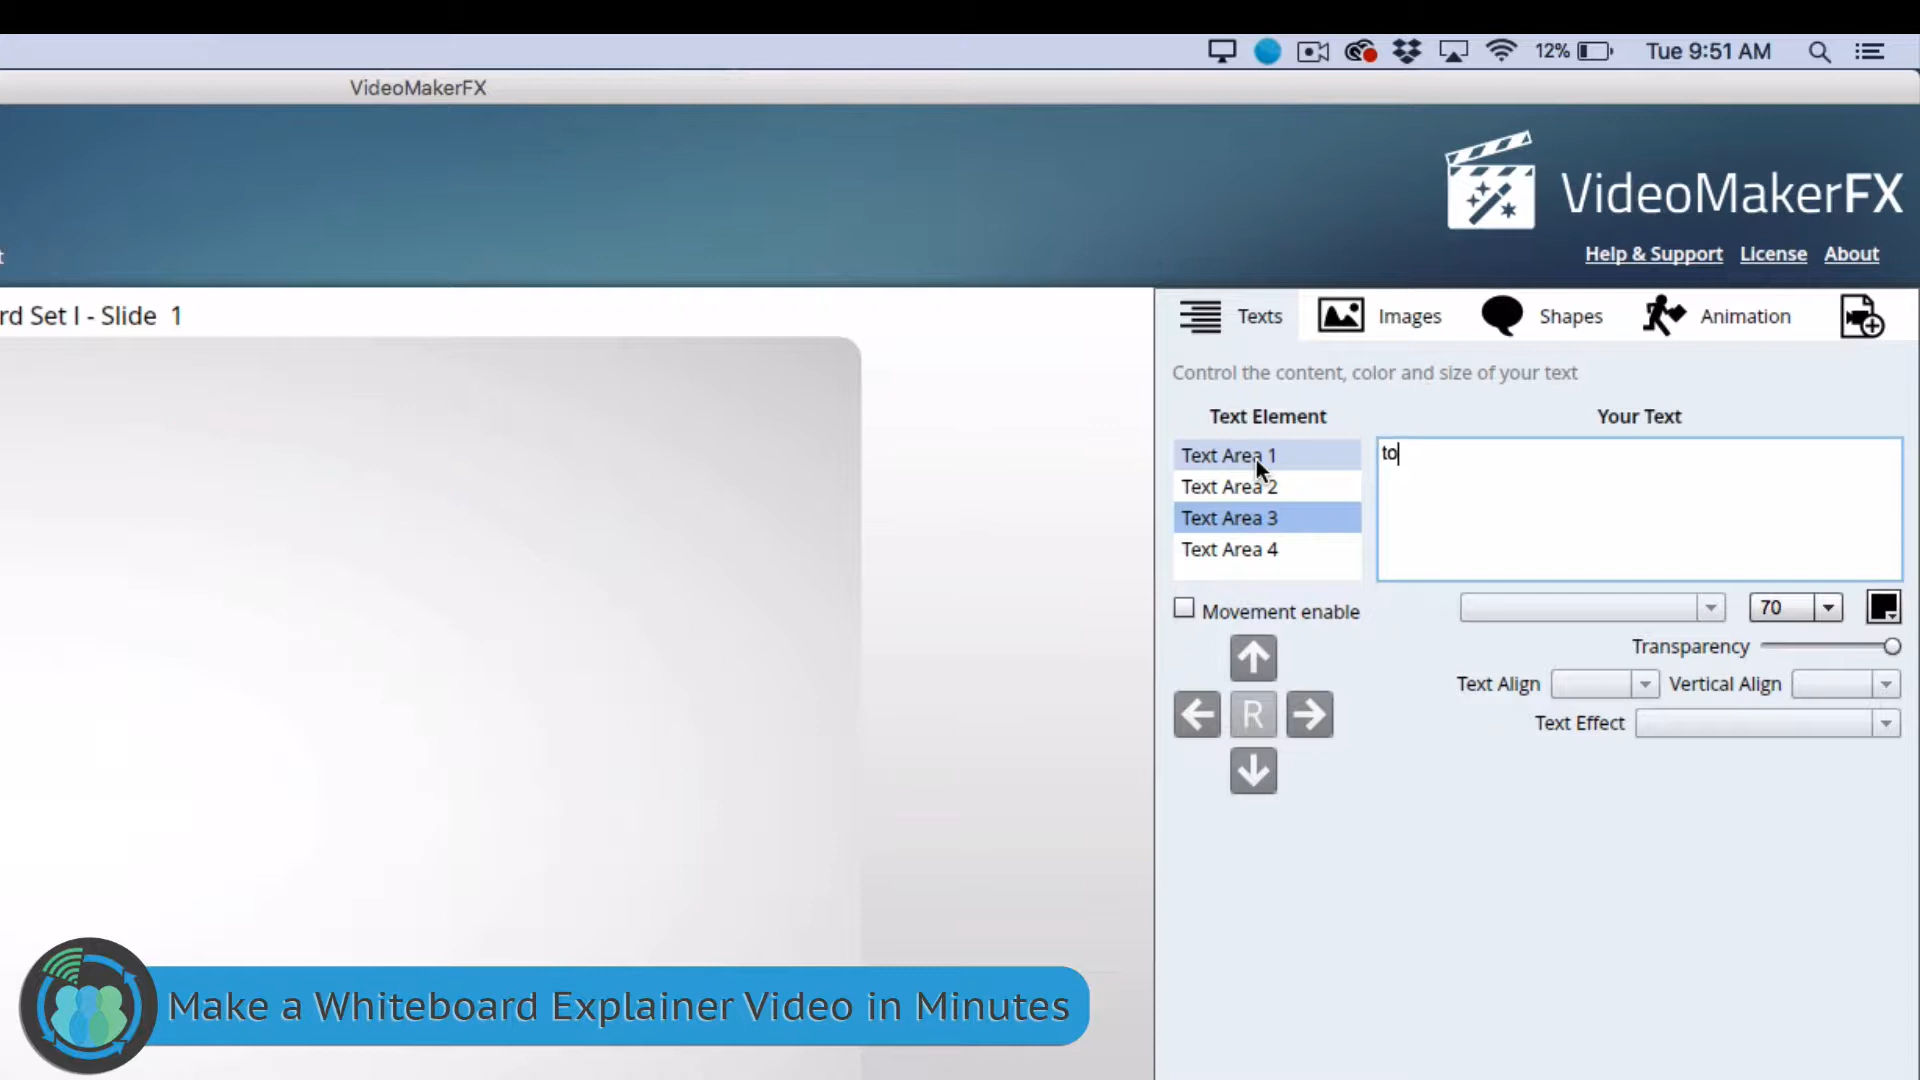 12%
Tue 9:51 AM
VideoMakerFX
VideoMakerFX
Help & Support License About
t
rd Set I - Slide 1
Texts Images Shapes Animation
Control the content, color and size of your text
Text Element
Your Text
Text Area 1
Text Area 2
Text Area 3
Text Area 4
to
Movement enable
70
Transparency
R
Text Align
Vertical Align
Text Effect
Make a Whiteboard Explainer Video in Minutes